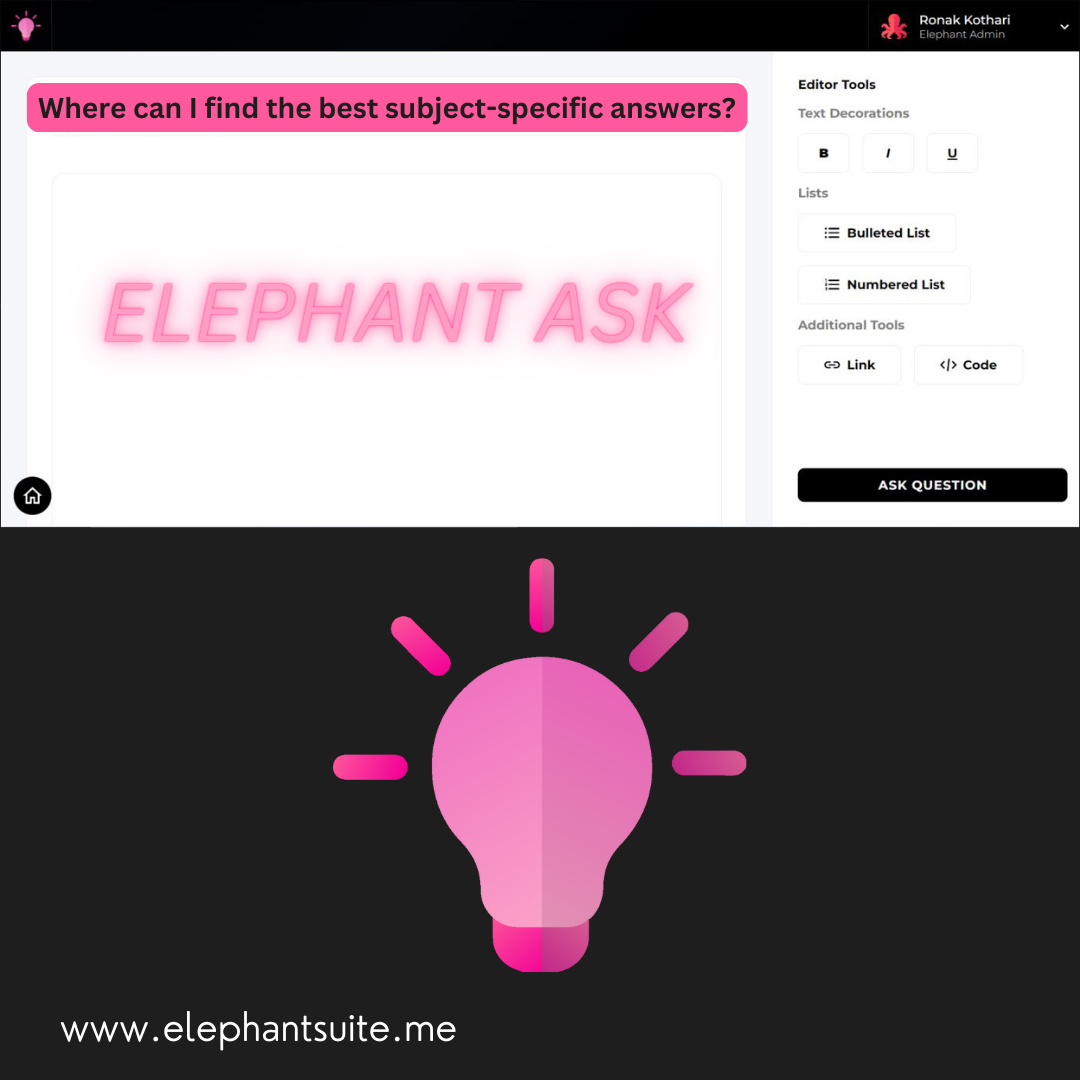 Ronak Kothari
Elephant Admin
Where can I find the best subject-specific answers?
ELEPHANT ASK
Editor Tools
Text Decorations
B
I
U
Lists
Bulleted List
Numbered List
Additional Tools
Link
</> Code
ASK QUESTION
www.elephantsuite.me